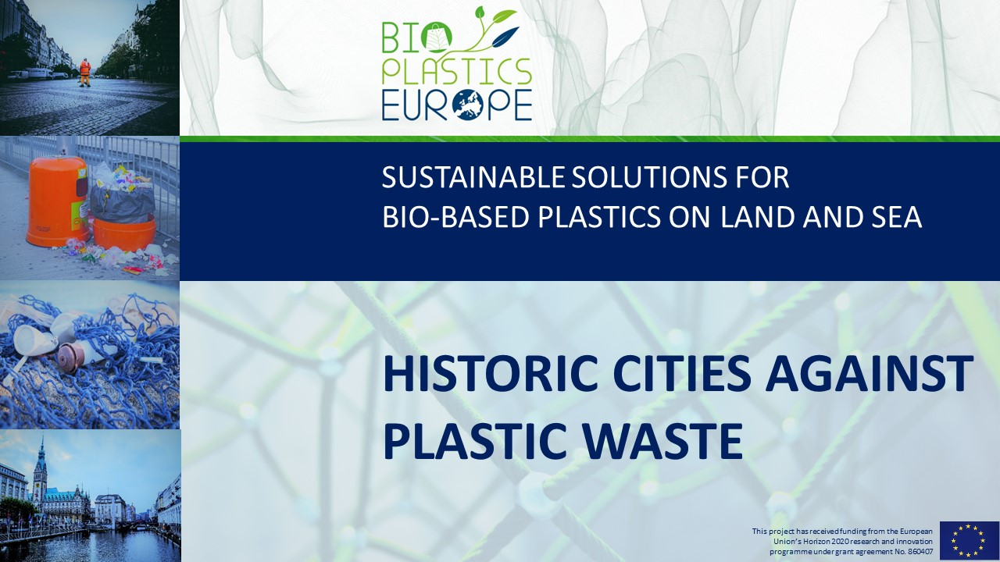 BIO
PLASTICS
EUROPE
SUSTAINABLE SOLUTIONS FOR
BIO-BASED PLASTICS ON LAND AND SEA
HISTORIC CITIES AGAINST
PLASTIC WASTE
This project has received funding from the European
Union's Horizon 2020 research and innovation
programme under grant agreement No. 860407